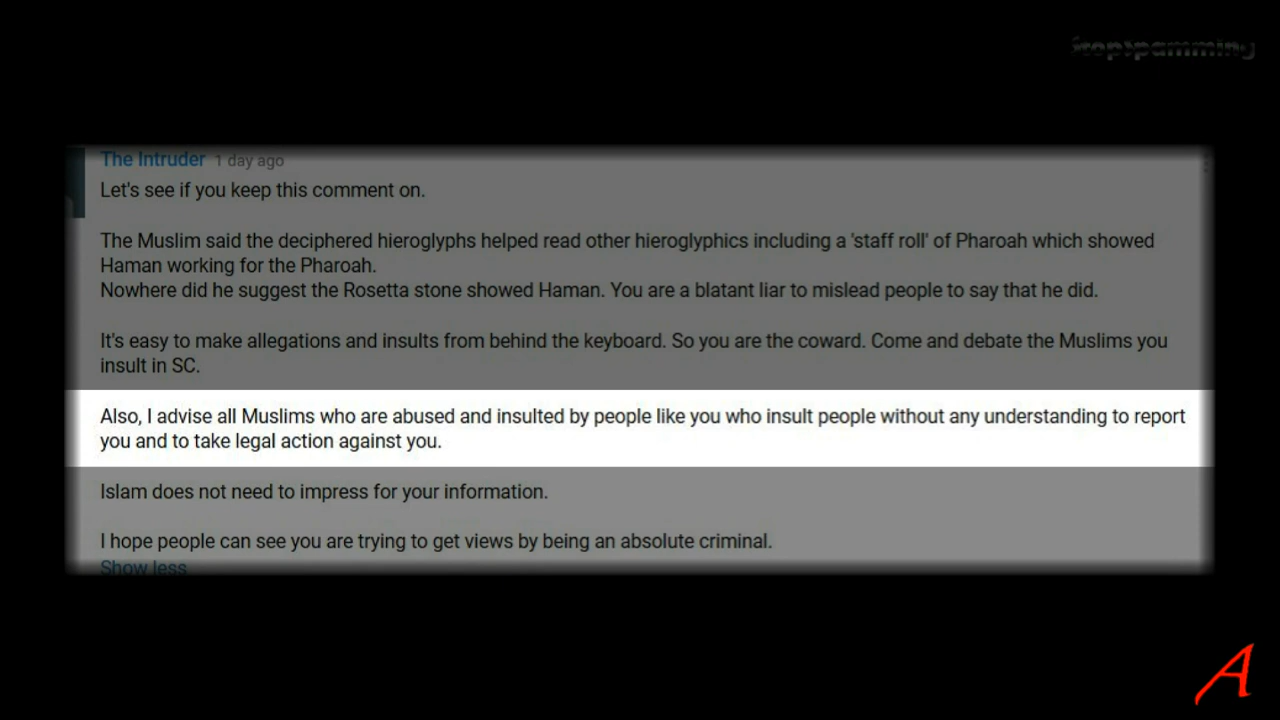 stopspamming
The Intruder 1 day ago
Let's see if you keep this comment on.
The Muslim said the deciphered hieroglyphs helped read other hieroglyphics including a 'staff roll' of Pharoah which showed
Haman working for the Pharoah.
Nowhere did he suggest the Rosetta stone showed Haman. You are a blatant liar to mislead people to say that he did.
It's easy to make allegations and insults from behind the keyboard. So you are the coward. Come and debate the Muslims you
insult in SC.
Also, I advise all Muslims who are abused and insulted by people like you who insult people without any understanding to report
you and to take legal action against you.
Islam does not need to impress for your information.
I hope people can see you are trying to get views by being an absolute criminal.
Show less
A